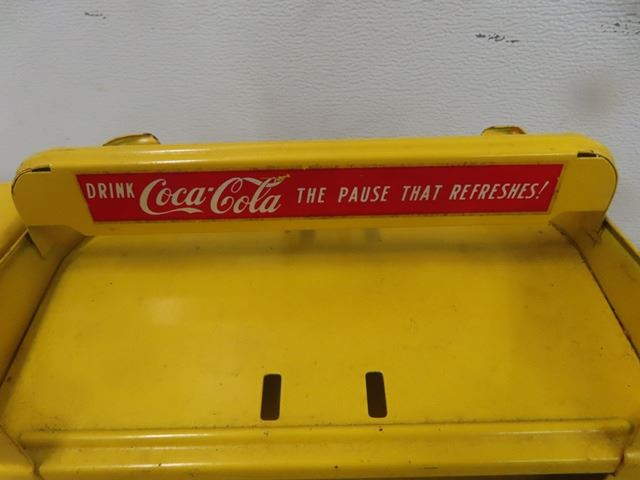 DRINK Coca-Cola THE PAUSE THAT REFRESHES!